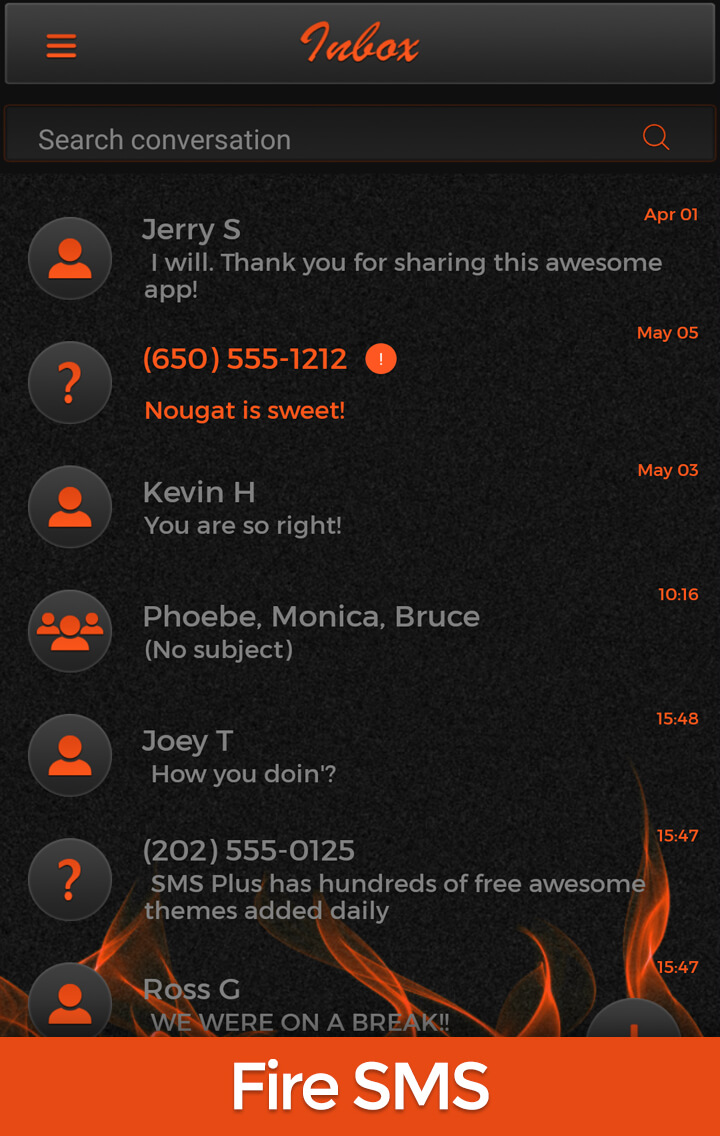 Inbox
Search conversation
Apr 01
Jerry S
I will. Thank you for sharing this awesome
app!
May 05
(650) 555-1212 !
Nougat is sweet!
May 03
Kevin H
You are so right!
10:16
Phoebe, Monica, Bruce
(No subject)
15:48
Joey T
How you doin'?
15:47
(202) 555-0125
SMS Plus has hundreds of free awesome
themes added daily
15:47
Ross G
WE WERE ON A BREAK!!
Fire SMS